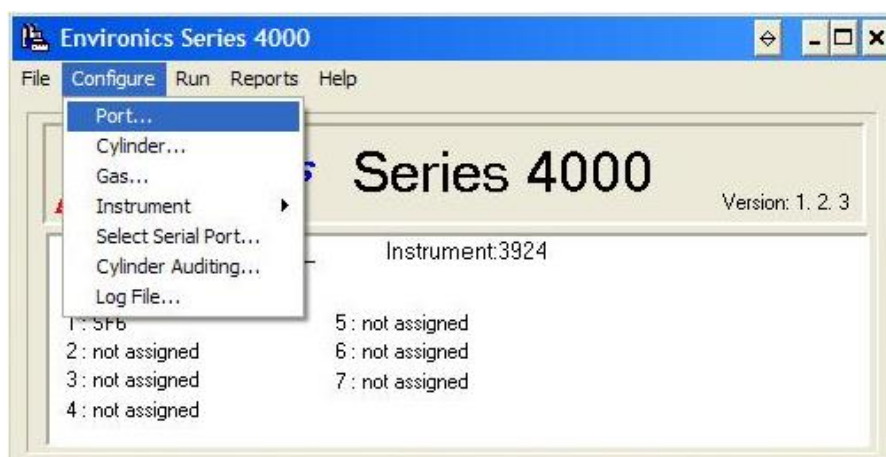 Environics Series 4000
File Configure Run Reports Help
Port...
Cylinder...
Gas...
Instrument
Select Serial Port...
Cylinder Auditing...
Log File...
Series 4000
Version: 1. 2. 3
Instrument:3924
1 : SF6
2 : not assigned
3 : not assigned
4 : not assigned
5 : not assigned
6 : not assigned
7 : not assigned